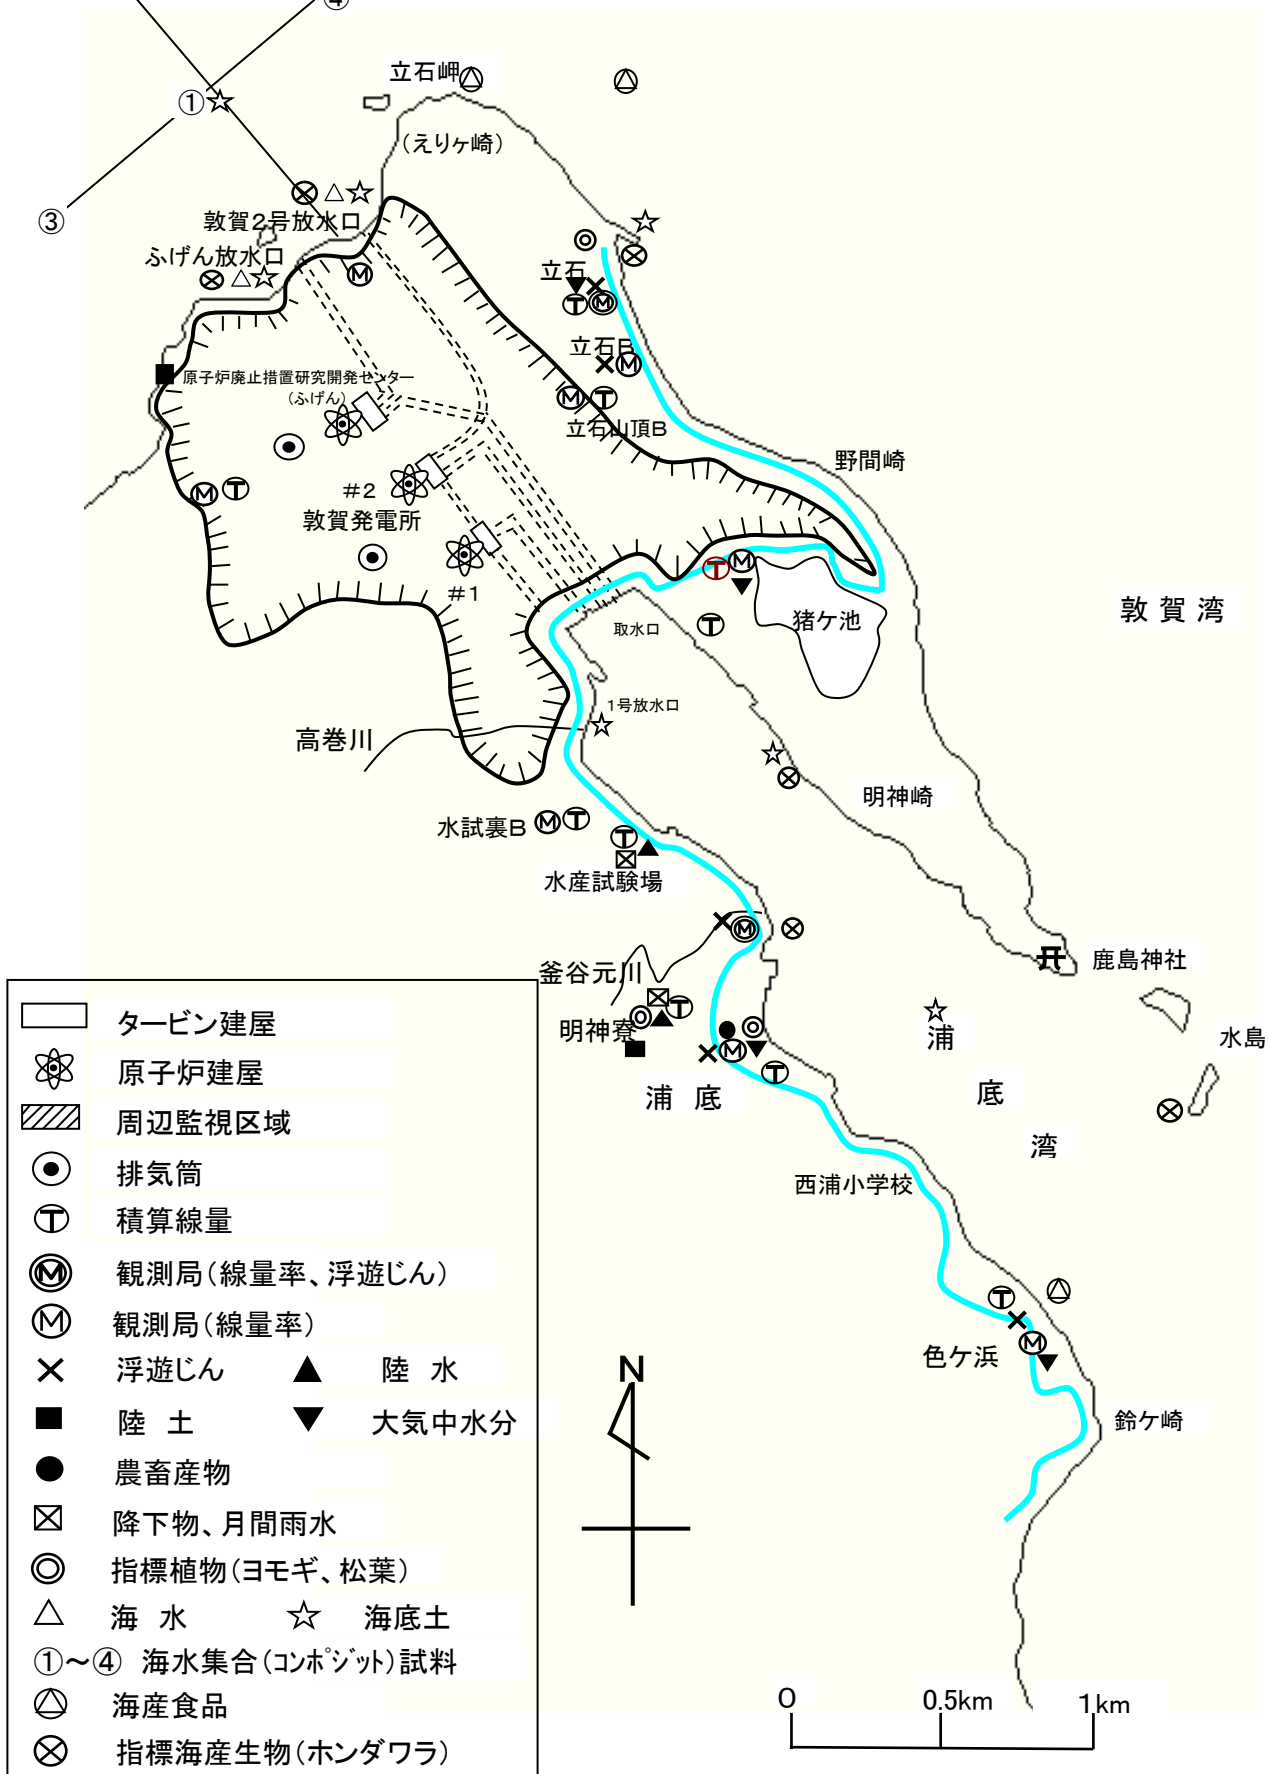 ④
立石岬
①
(えりヶ崎)
③
敦賀2号放水口
ふげん放水口
立石
立石B
原子炉廃止措置研究開発センター
(ふげん)
立石山頂B
野間崎
#2
敦賀発電所
#1
敦賀湾
猪ケ池
取水口
1号放水口
高巻川
明神崎
水試裏B
水産試験場
鹿島神社
釜谷元川
明神寮
水島
浦底
浦底湾
西浦小学校
色ケ浜
鈴ケ崎
タービン建屋
原子炉建屋
周辺監視区域
排気筒
T 積算線量
M 観測局(線量率、浮遊じん)
M 観測局(線量率)
浮遊じん 陸 水
陸 土 大気中水分
農畜産物
降下物、月間雨水
指標植物(ヨモギ、松葉)
海 水 海底土
①~④ 海水集合(コンポジット)試料
海産食品
指標海産生物(ホンダワラ)
N
0 0.5km 1km